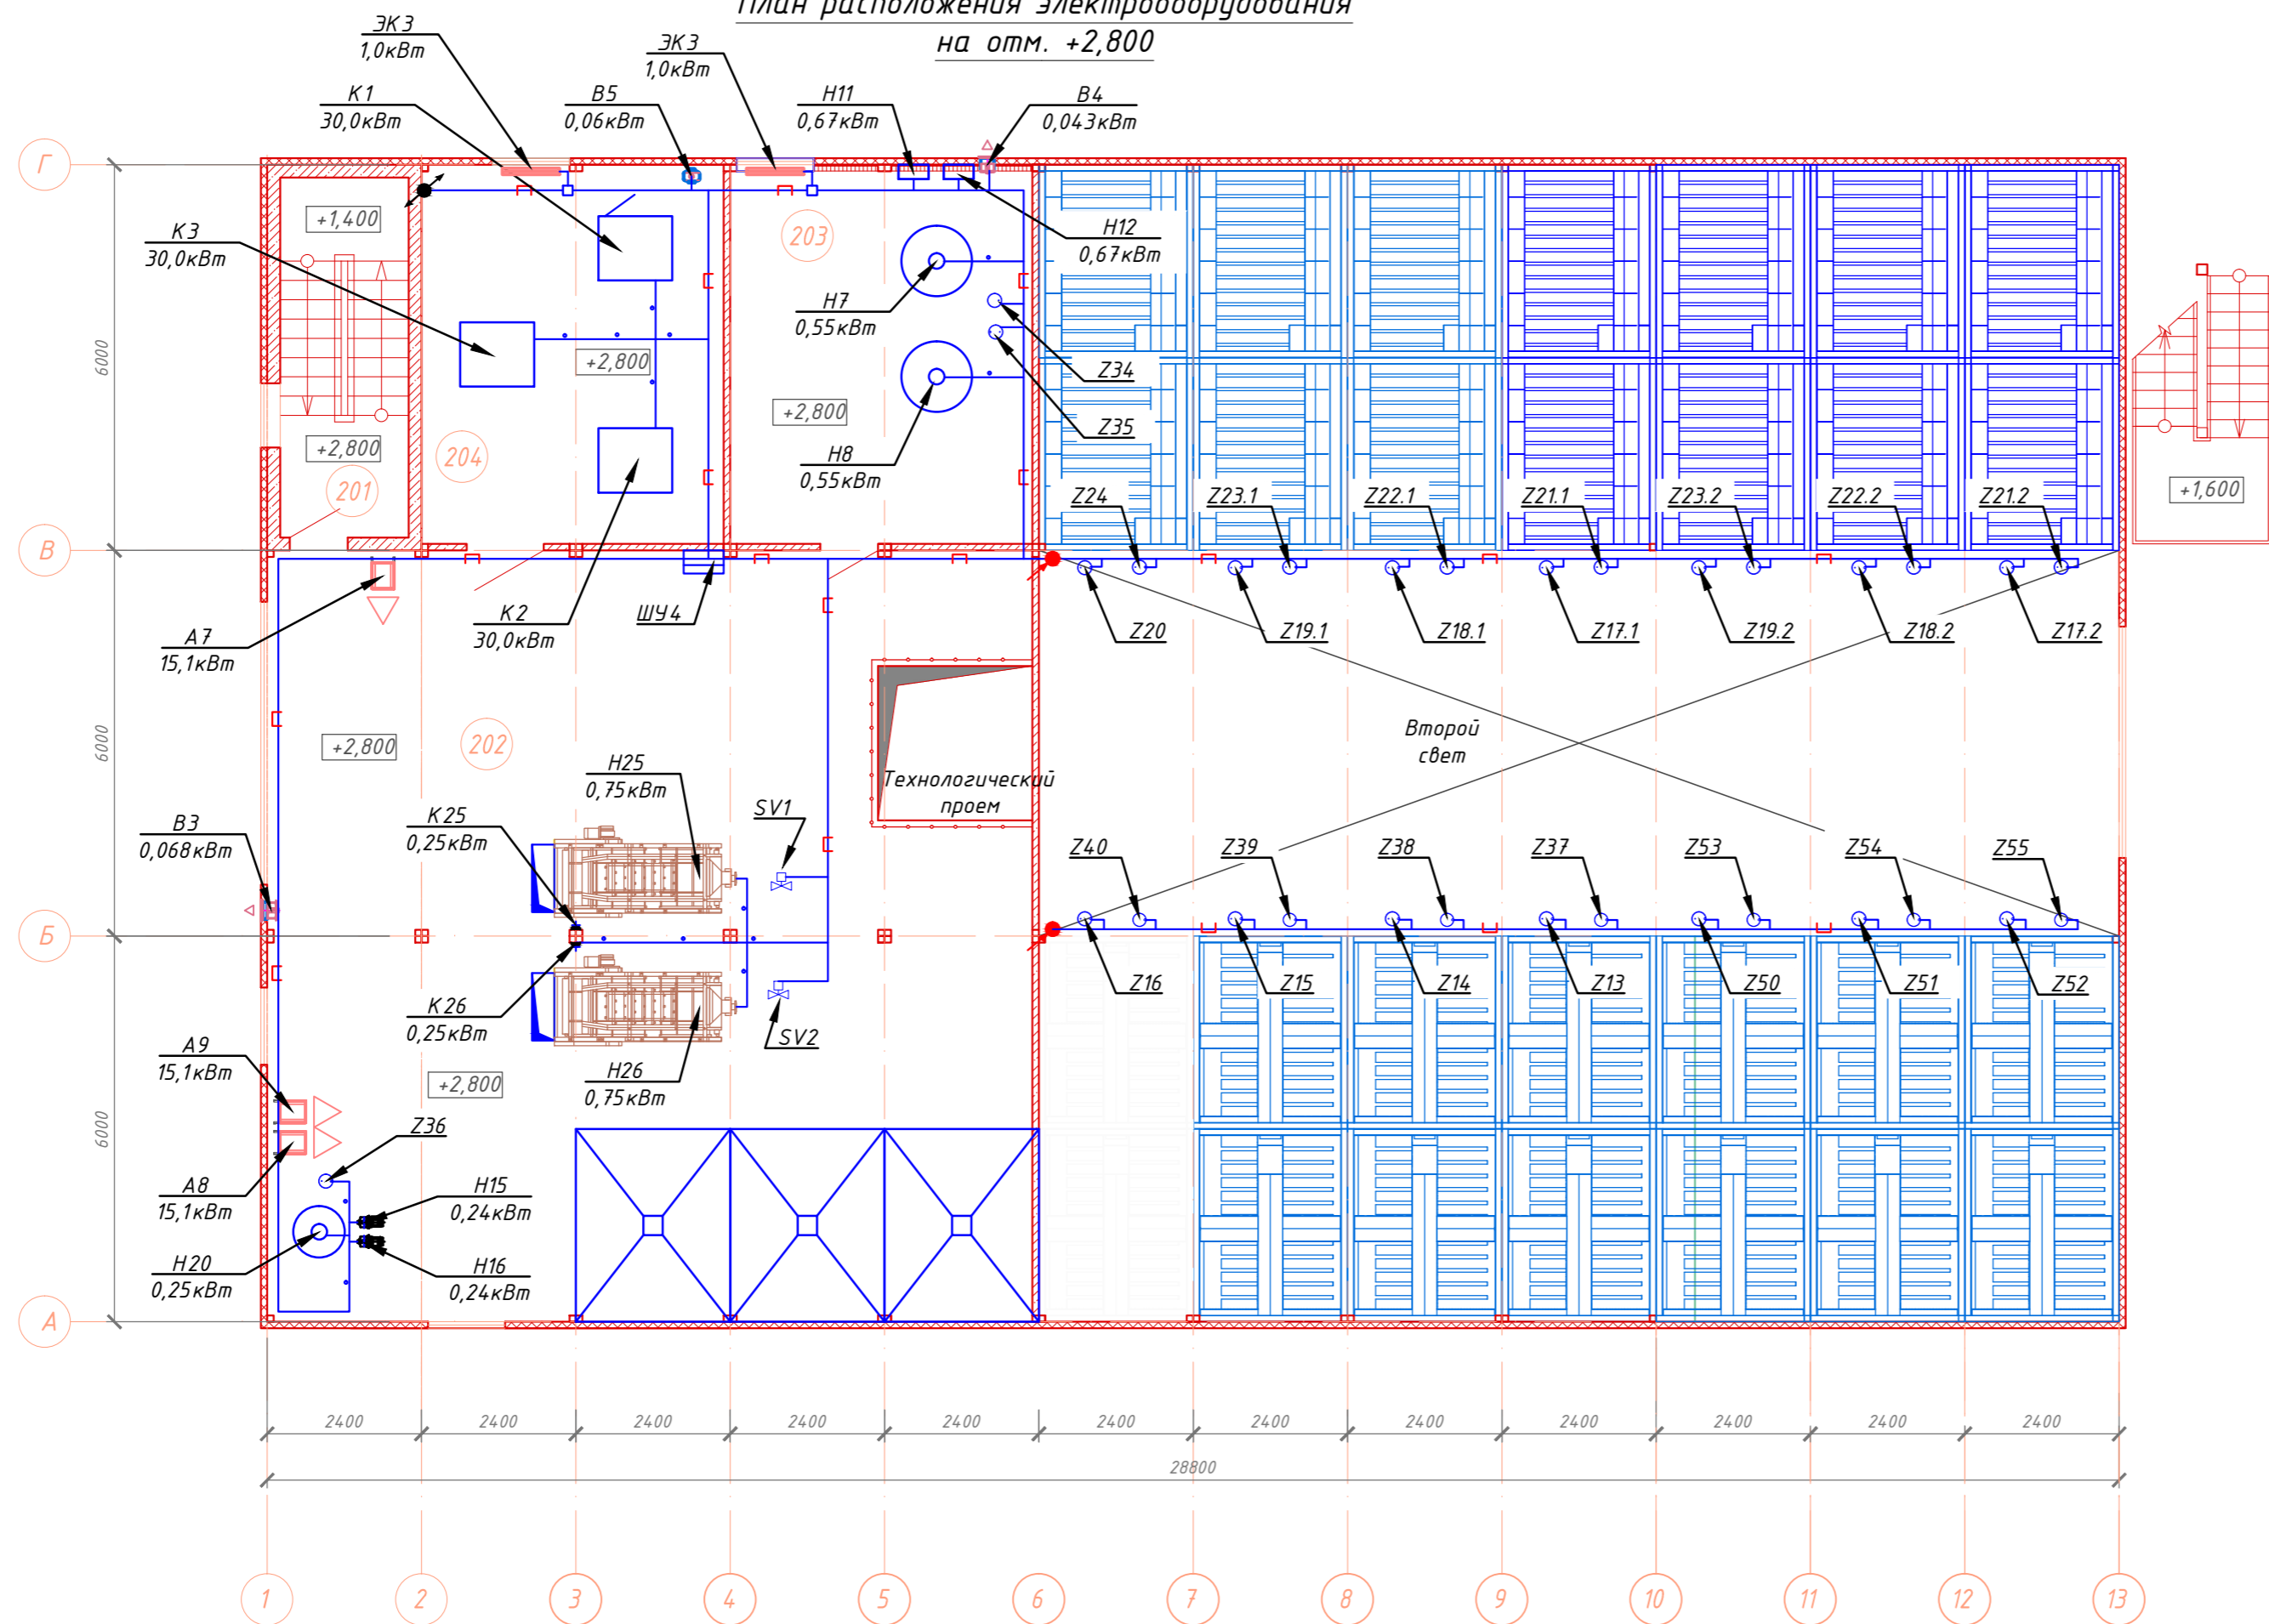 План расположения электрооборудования
на отм. +2,800
ЭК3
1,0кВт
ЭК3
1,0кВт
К1
30,0кВт
В5
0,06кВт
Н11
0,67кВт
В4
0,043кВт
Г
+1,400
К3
30,0кВт
203
Н12
0,67кВт
Н7
0,55кВт
6000
+2,800
Z34
+2,800
Z35
+2,800
204
Н8
0,55кВт
201
Z24
Z23.1
Z22.1
Z21.1
Z23.2
Z22.2
Z21.2
+1,600
В
А7
15,1кВт
К2
30,0кВт
ШУ4
Z20
Z19.1
Z18.1
Z17.1
Z19.2
Z18.2
Z17.2
6000
+2,800
202
Второй
свет
Н25
0,75кВт
Технологический
проем
SV1
К25
0,25кВт
В3
0,068кВт
Z40
Z39
Z38
Z37
Z53
Z54
Z55
Б
Z16
Z15
Z14
Z13
Z50
Z51
Z52
К26
0,25кВт
SV2
А9
15,1кВт
+2,800
Н26
0,75кВт
6000
Z36
А8
15,1кВт
Н15
0,24кВт
Н20
0,25кВт
Н16
0,24кВт
А
2400
2400
2400
2400
2400
2400
2400
2400
2400
2400
2400
2400
28800
1
2
3
4
5
6
7
8
9
10
11
12
13